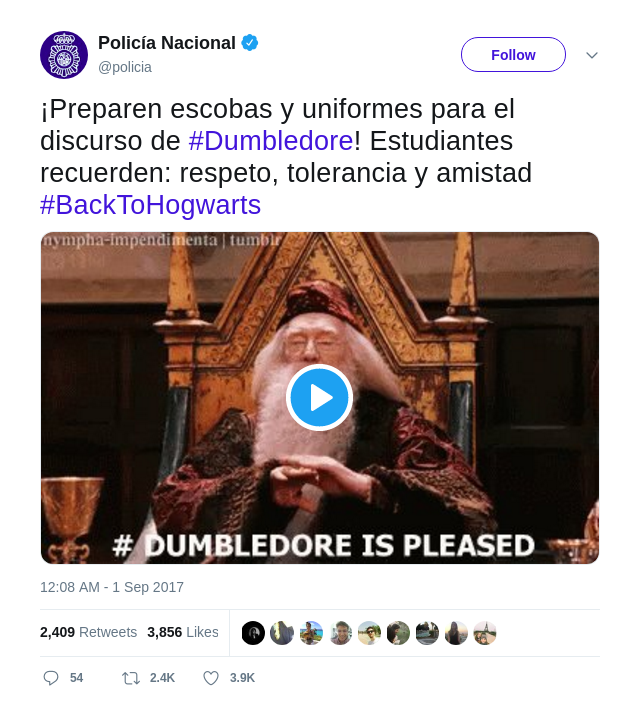 Policía Nacional
@policia
Follow
¡Preparen escobas y uniformes para el
discurso de #Dumbledore! Estudiantes
recuerden: respeto, tolerancia y amistad
#BackToHogwarts
nympha-impendimenta | tumblr
# DUMBLEDORE IS PLEASED
12:08 AM - 1 Sep 2017
2,409 Retweets 3,856 Likes
54 2.4K 3.9K